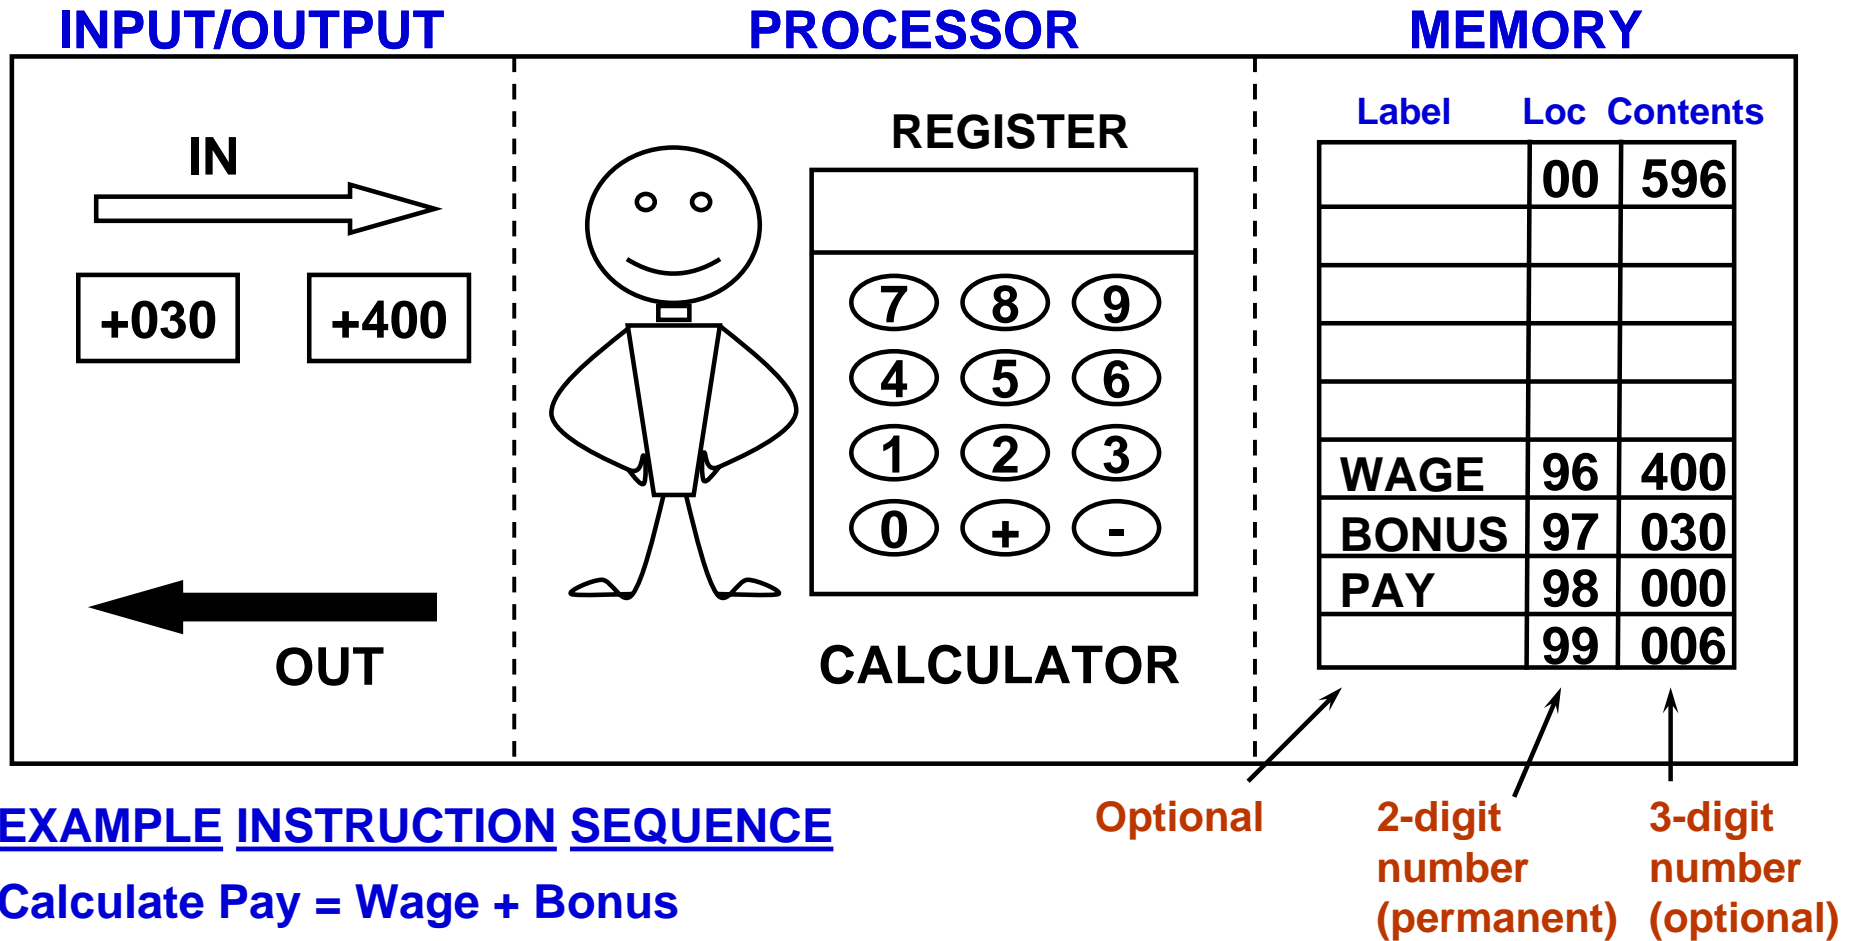 INPUT/OUTPUT PROCESSOR MEMORY
IN
+030 +400
OUT
REGISTER
7 8 9
4 5 6
1 2 3
0 + -
CALCULATOR
Label Loc Contents
00 596
WAGE 96 400
BONUS 97 030
PAY 98 000
99 006
Optional
2-digit
number
(permanent)
3-digit
number
(optional)
EXAMPLE INSTRUCTION SEQUENCE
Calculate Pay = Wage + Bonus